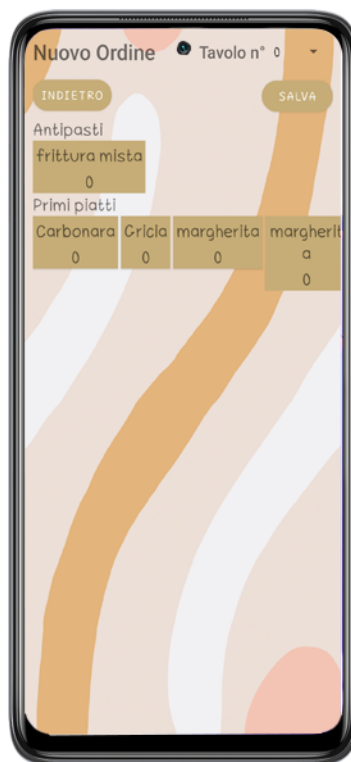 Nuovo Ordine Tavolo n° 0
INDIETRO SALVA
Antipasti
frittura mista
0
Primi piatti
Carbonara Gricia margherita margherit
a
0 0 0 0